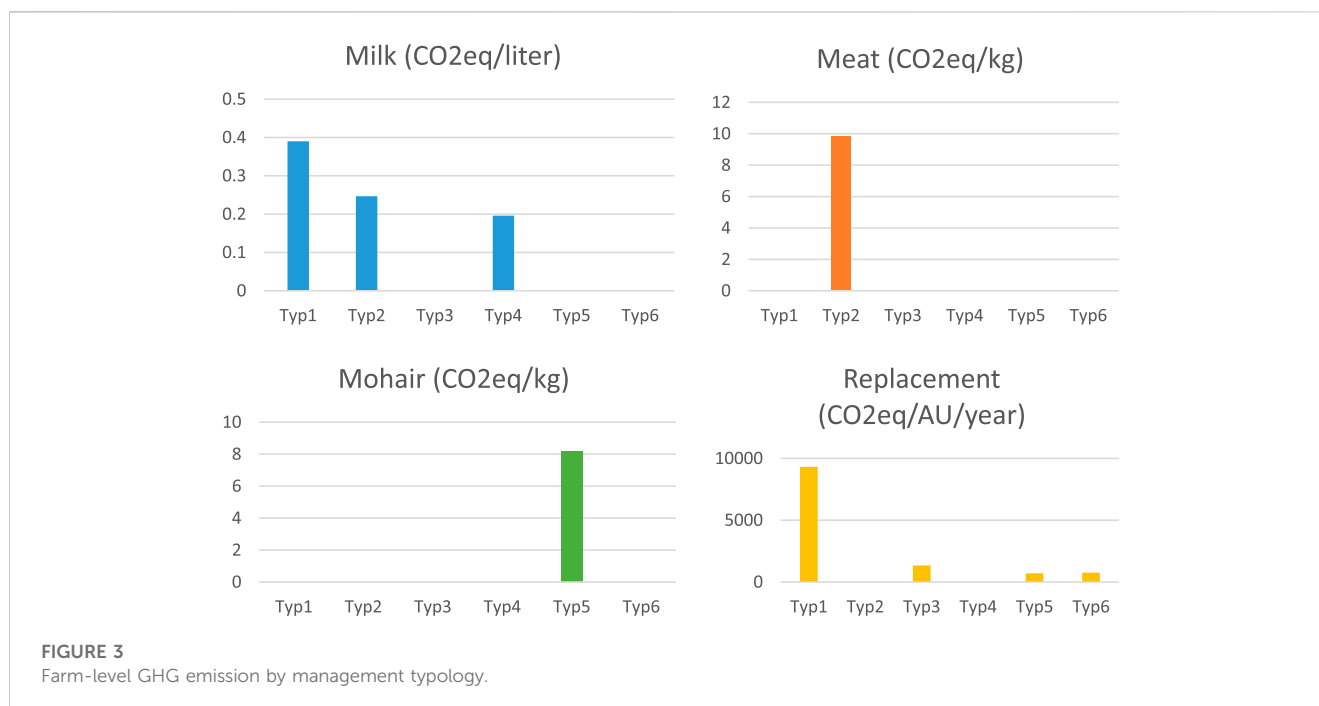 Milk (CO2eq/liter)
0.5
0.4
0.3
0.2
0.1
0
Typ1 Typ2 Typ3 Typ4 Typ5 Typ6
Meat (CO2eq/kg)
12
10
8
6
4
2
0
Typ1 Typ2 Typ3 Typ4 Typ5 Typ6
Mohair (CO2eq/kg)
10
8
6
4
2
0
Typ1 Typ2 Typ3 Typ4 Typ5 Typ6
Replacement
(CO2eq/AU/year)
10000
5000
0
Typ1 Typ2 Typ3 Typ4 Typ5 Typ6
FIGURE 3
Farm-level GHG emission by management typology.